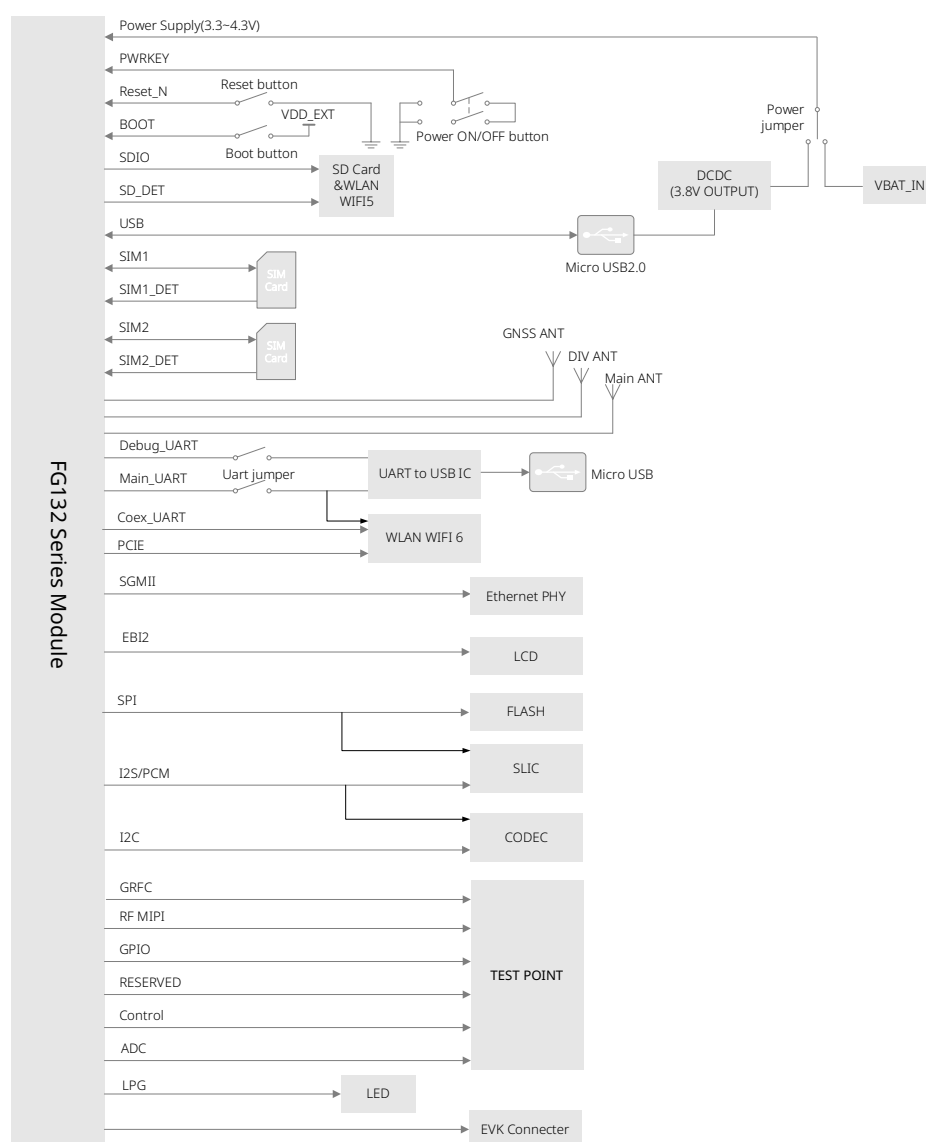 Power Supply(3.3~4.3V)
PWRKEY
Reset button
Reset_N
VDD_EXT
BOOT
Power ON/OFF button
Power
jumper
Boot button
SDIO
SD Card
&WLAN
WIFI5
SD_DET
DCDC
(3.8V OUTPUT)
VBAT_IN
USB
Micro USB2.0
SIM1
SIM
Card
SIM1_DET
SIM2
SIM
Card
SIM2_DET
GNSS ANT
DIV ANT
Main ANT
Debug_UART
Main_UART
Uart jumper
UART to USB IC
Micro USB
Coex_UART
PCIE
WLAN WIFI 6
FG132 Series Module
SGMII
Ethernet PHY
EBI2
LCD
SPI
FLASH
SLIC
I2S/PCM
CODEC
I2C
GRFC
RF MIPI
GPIO
TEST POINT
RESERVED
Control
ADC
LPG
LED
EVK Connecter